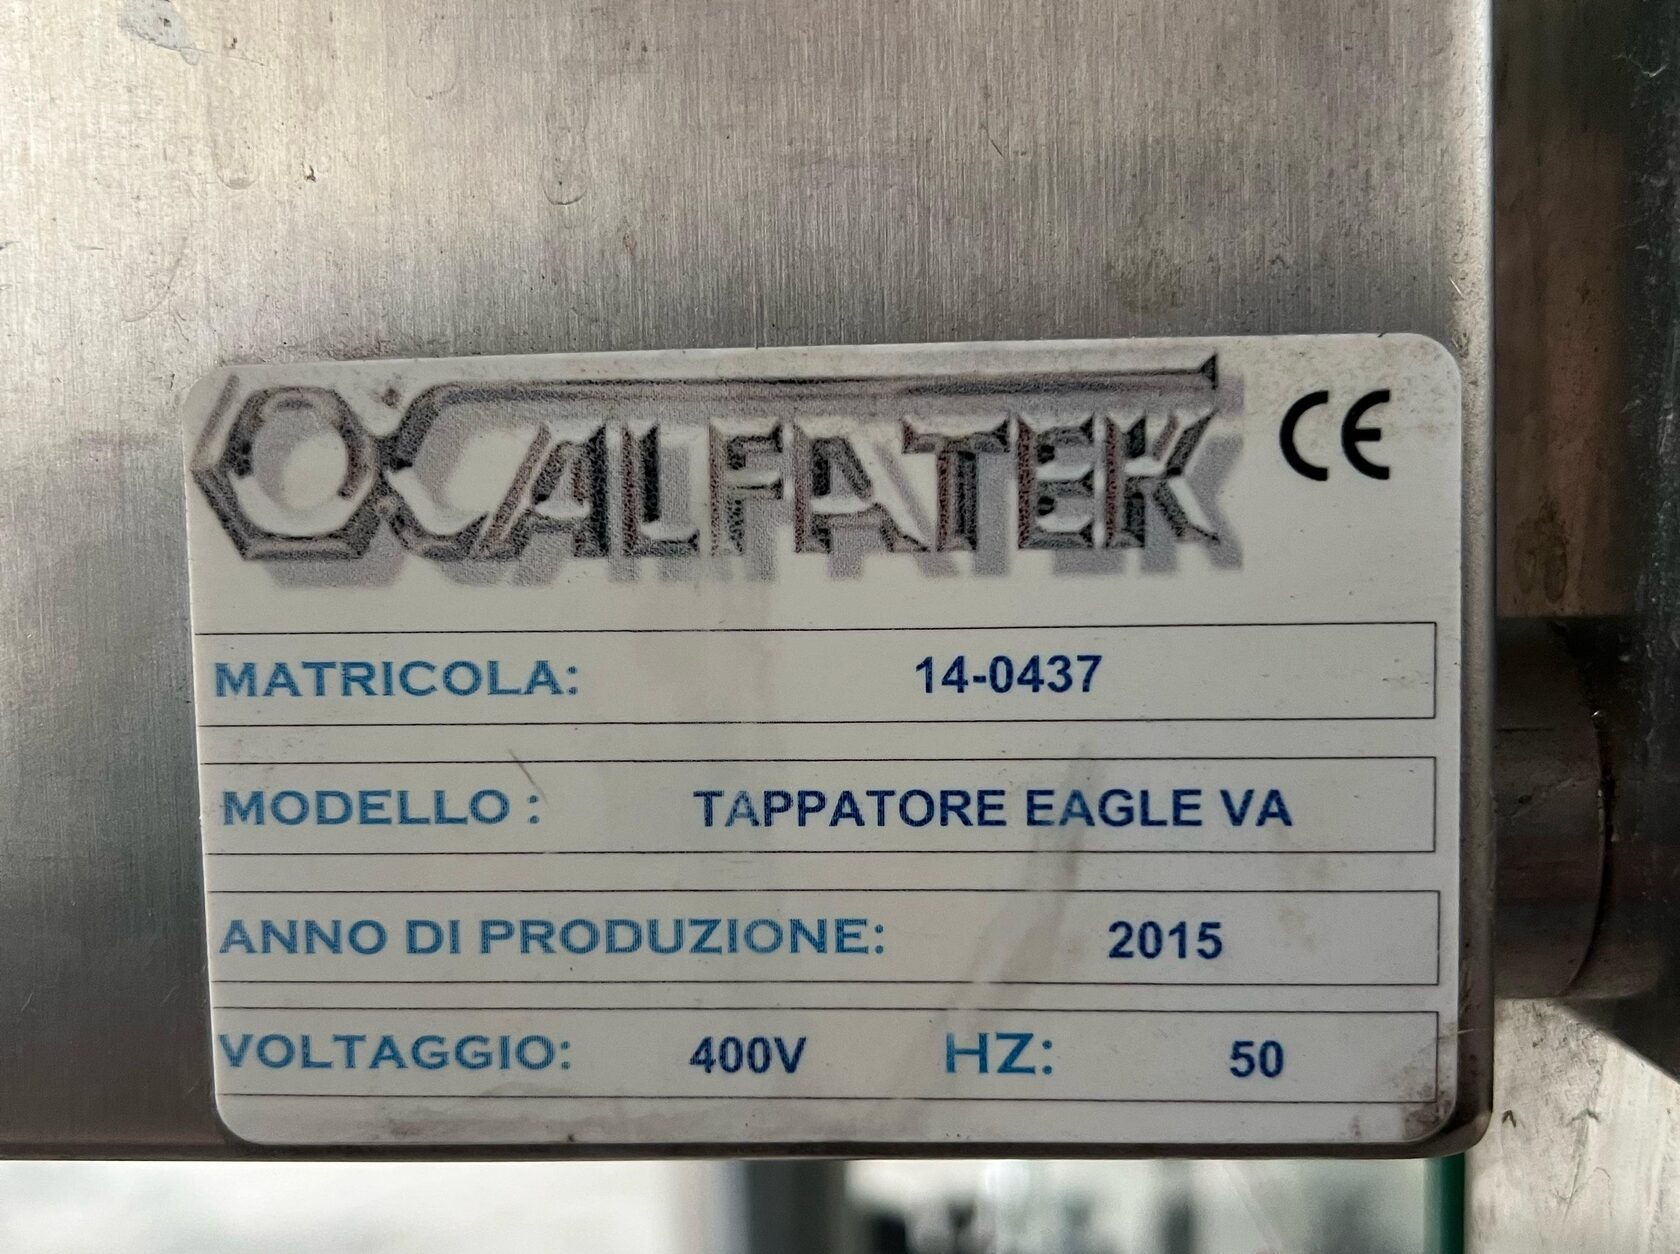 ALFATEK CE
MATRICOLA: 14-0437
MODELLO : TAPPATORE EAGLE VA
ANNO DI PRODUZIONE: 2015
VOLTAGGIO: 400V HZ: 50